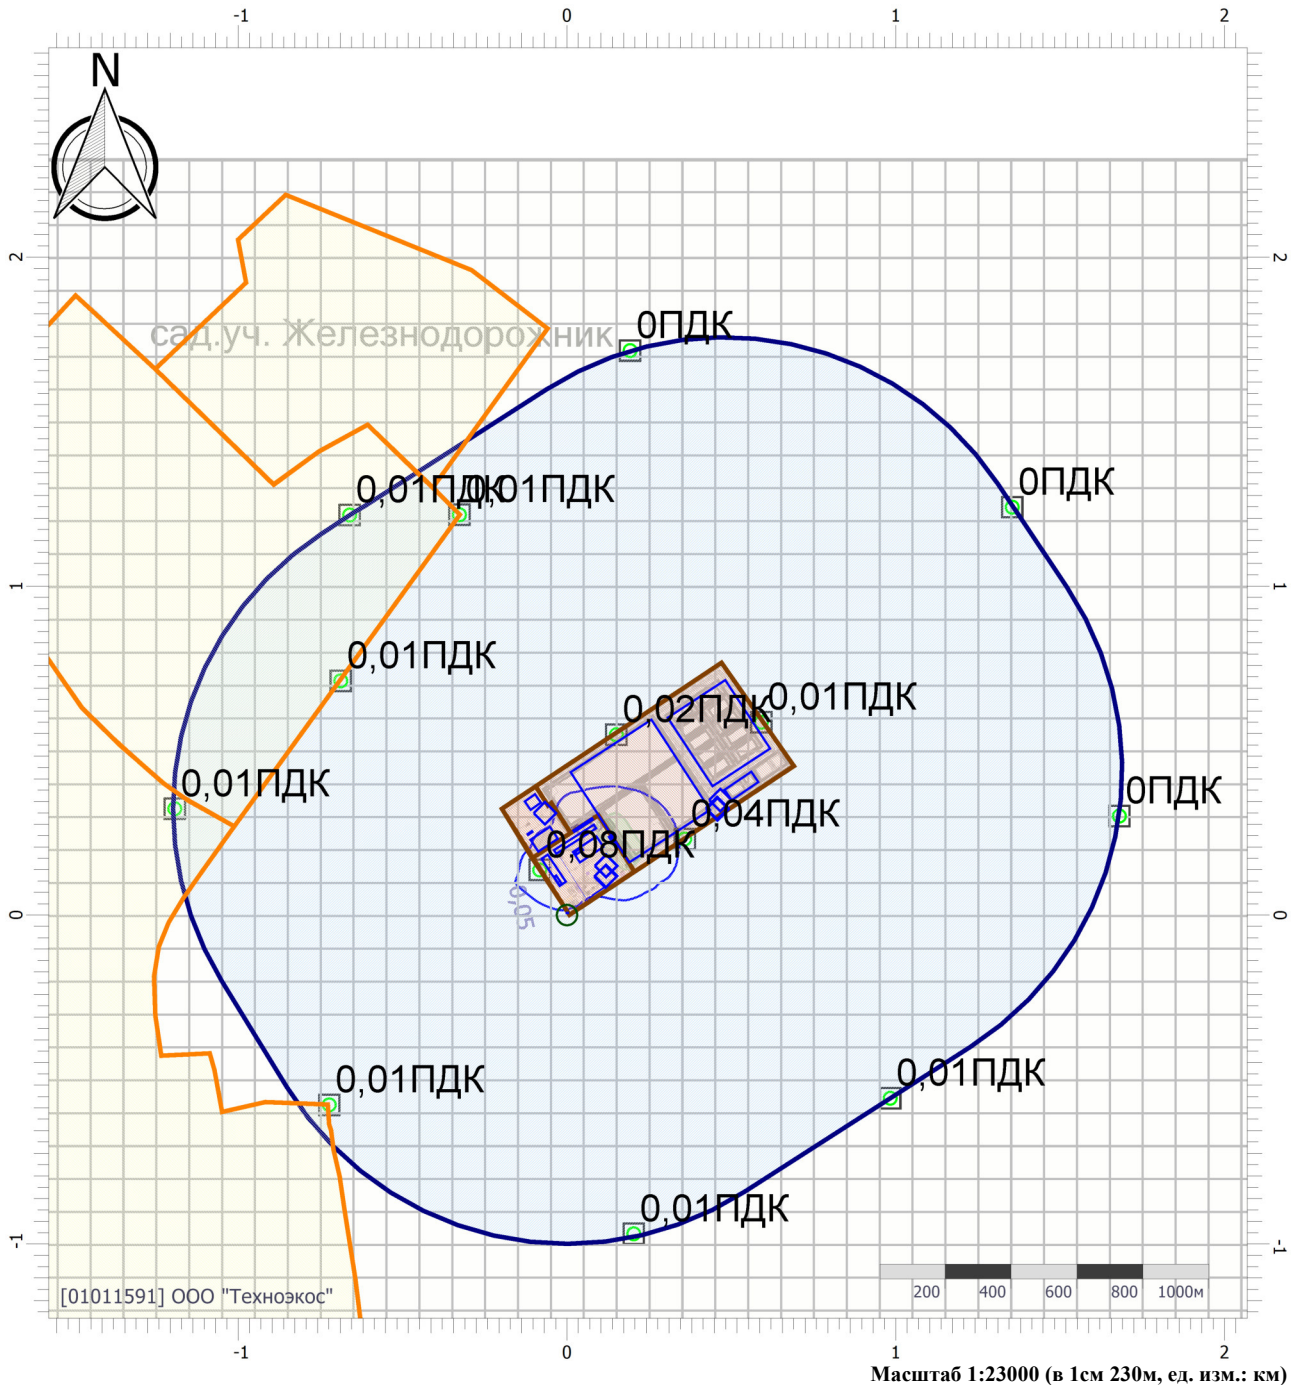 -1 0 1 2
N
2 2
сад.уч. Железнодорожник
0ПДК
0ПДК
0,01ПДК 0,01ПДК
1 1
0,01ПДК
0,01ПДК
0,02ПДК
0,01ПДК
0ПДК
0,04ПДК
0,08ПДК
0,05
0 0
0,01ПДК
0,01ПДК
0,01ПДК
-1 -1
200 400 600 800 1000м
[01011591] ООО "Техноэкос"
-1 0 1 2
Масштаб 1:23000 (в 1см 230м, ед. изм.: км)